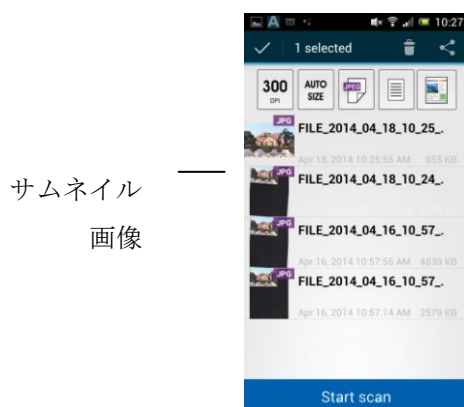 10:27
1 selected
300
DPI
AUTO
SIZE
JPEG
JPG
FILE_2014_04_18_10_25_.
Apr 18, 2014 10:25:55 AM 855 KB
JPG
FILE_2014_04_18_10_24_.
JPG
FILE_2014_04_16_10_57_.
Apr 16, 2014 10:57:56 AM 4839 KB
JPG
FILE_2014_04_16_10_57_.
Apr 16, 2014 10:57:14 AM 2579 KB
Start scan
サムネイル
画像